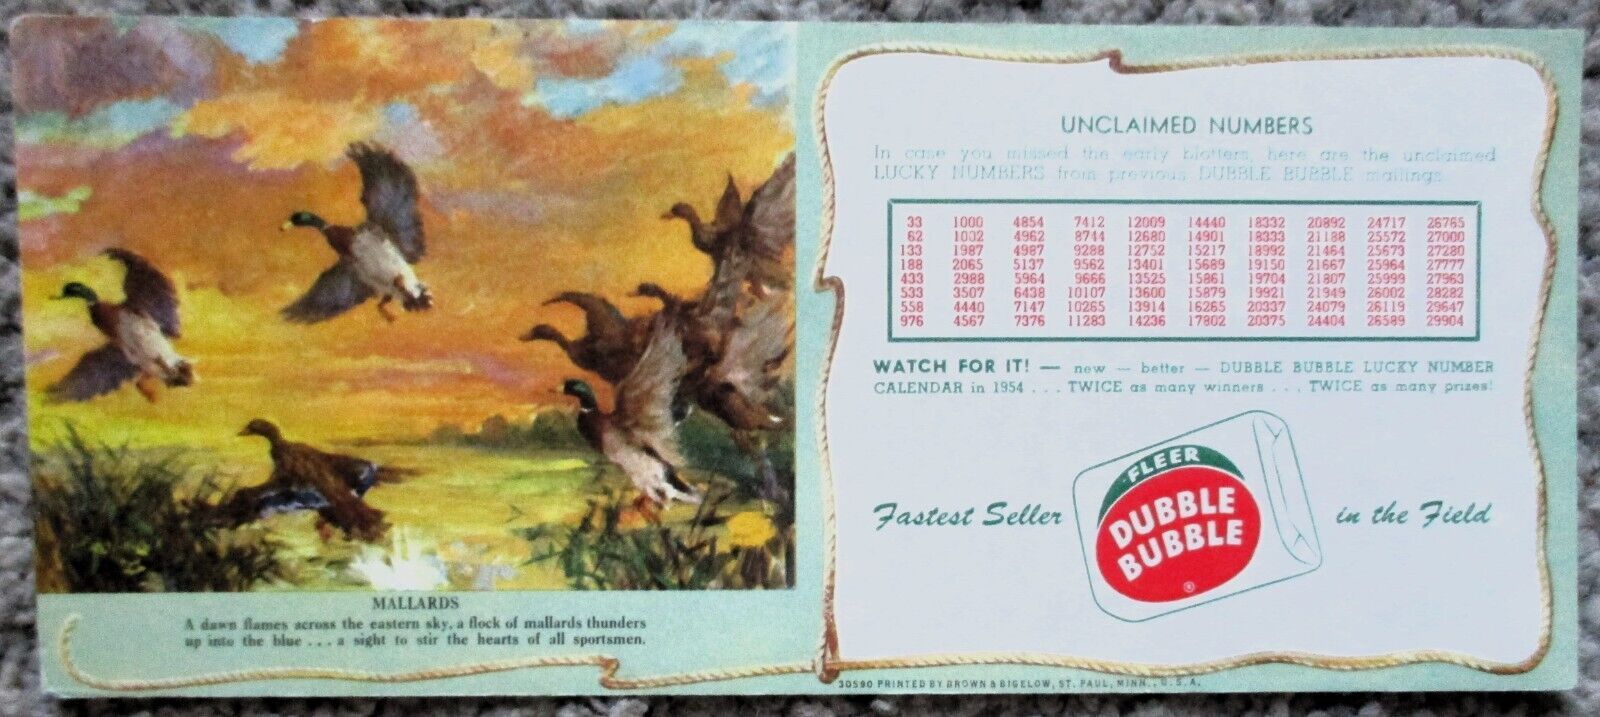 MALLARDS
A dawn flames across the eastern sky, a flock of mallards thunders
up into the blue . . . a sight to stir the hearts of all sportsmen.
UNCLAIMED NUMBERS
In case you missed the early blotters, here are the unclaimed
LUCKY NUMBERS from previous DUBBLE BUBBLE mailings.
33 1000 4854 7412 12009 14440 18332 20892 24717 26765
62 1002 4962 8744 12680 14901 18333 21188 25572 27000
133 1987 4987 9288 12752 15217 18992 21464 25673 27280
188 2065 5137 9562 13401 15689 19150 21667 25964 27777
433 2988 5964 9666 13525 15861 19704 21807 25999 27963
533 3507 6438 10107 13600 15879 19921 21949 26002 28282
558 4440 7147 10265 13914 16265 20337 24079 26119 29647
976 4567 7376 11283 14236 17802 20375 24404 26589 29904
WATCH FOR IT! — new — better — DUBBLE BUBBLE LUCKY NUMBER
CALENDAR in 1954 . . . TWICE as many winners . . . TWICE as many prizes!
FLEER
DUBBLE
BUBBLE
®
Fastest Seller in the Field
30590 PRINTED BY BROWN & BIGELOW, ST. PAUL, MINN., U.S.A.